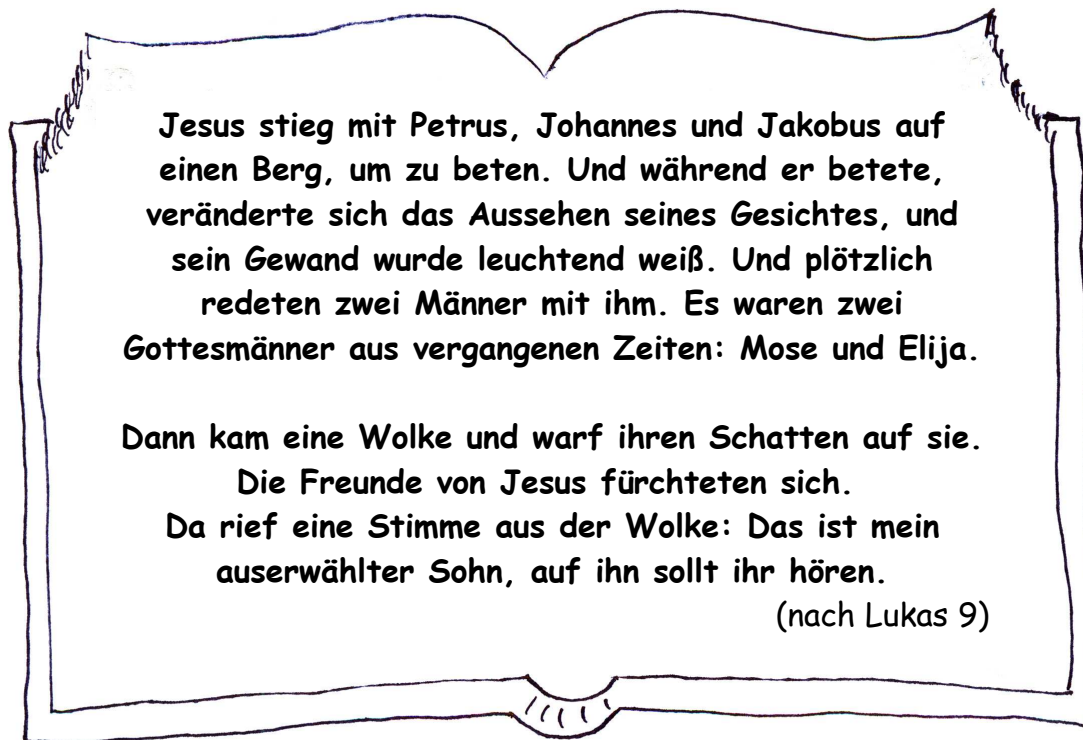 Jesus stieg mit Petrus, Johannes und Jakobus auf
einen Berg, um zu beten. Und während er betete,
veränderte sich das Aussehen seines Gesichtes, und
sein Gewand wurde leuchtend weiß. Und plötzlich
redeten zwei Männer mit ihm. Es waren zwei
Gottesmänner aus vergangenen Zeiten: Mose und Elija.
Dann kam eine Wolke und warf ihren Schatten auf sie.
Die Freunde von Jesus fürchteten sich.
Da rief eine Stimme aus der Wolke: Das ist mein
auserwählter Sohn, auf ihn sollt ihr hören.
(nach Lukas 9)